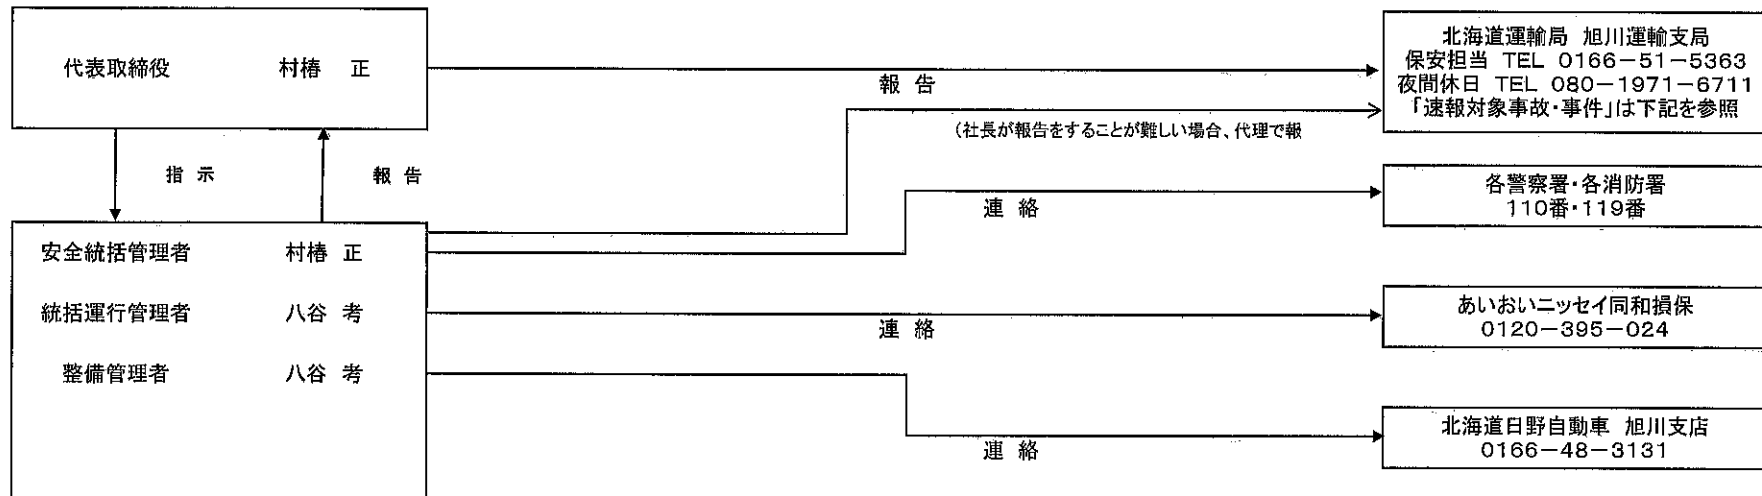 代表取締役　村椿　正
北海道運輸局　旭川運輸支局
保安担当　TEL　0166－51－5363
夜間休日　TEL　080－1971－6711
「速報対象事故・事件」は下記を参照
報　告
（社長が報告をすることが難しい場合、代理で報
指　示
報　告
各警察署・各消防署
110番・119番
連　絡
安全統括管理者　村椿　正
統括運行管理者　八谷　考
あいおいニッセイ同和損保
0120－395－024
連　絡
整備管理者　八谷　考
北海道日野自動車　旭川支店
0166－48－3131
連　絡